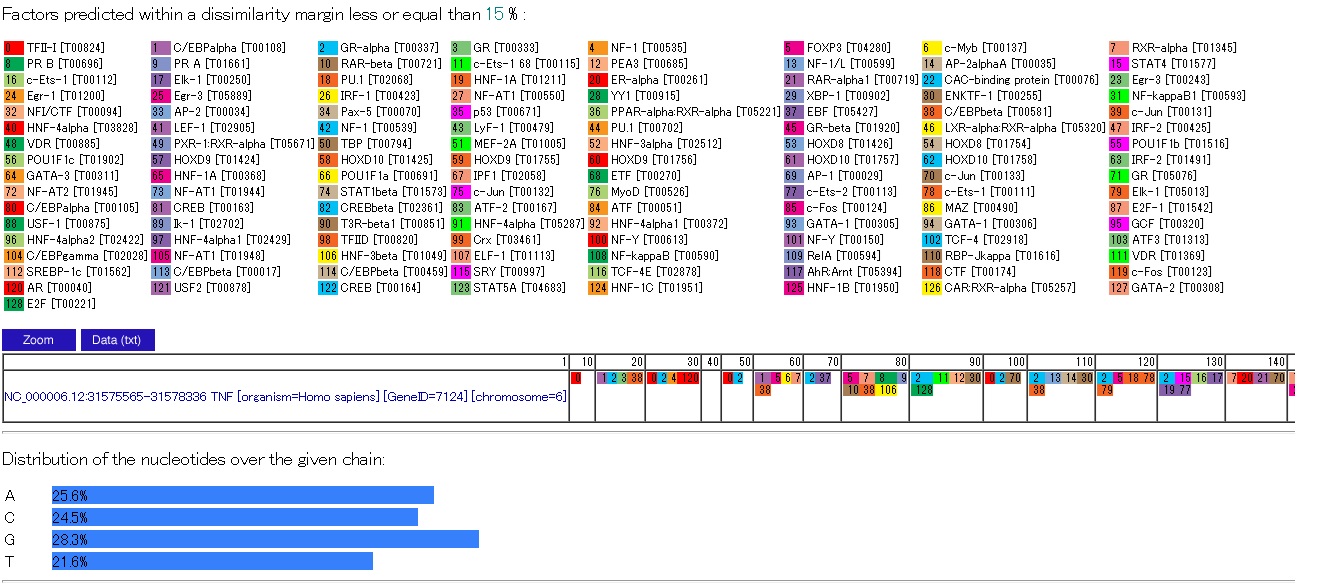 Factors predicted within a dissimilarity margin less or equal than 15 % :
0 TFII-I [T00824] 1 C/EBPalpha [T00108] 2 GR-alpha [T00337] 3 GR [T00333] 4 NF-1 [T00535] 5 FOXP3 [T04280] 6 c-Myb [T00137] 7 RXR-alpha [T01345]
8 PR B [T00696] 9 PR A [T01661] 10 RAR-beta [T00721] 11 c-Ets-1 68 [T00115] 12 PEA3 [T00685] 13 NF-1/L [T00599] 14 AP-2alphaA [T00035] 15 STAT4 [T01577]
16 c-Ets-1 [T00112] 17 Elk-1 [T00250] 18 PU.1 [T02068] 19 HNF-1A [T01211] 20 ER-alpha [T00261] 21 RAR-alpha1 [T00719] 22 CAC-binding protein [T00076] 23 Egr-3 [T00243]
24 Egr-1 [T01200] 25 Egr-3 [T05889] 26 IRF-1 [T00423] 27 NF-AT1 [T00550] 28 YY1 [T00915] 29 XBP-1 [T00902] 30 ENKTF-1 [T00255] 31 NF-kappaB1 [T00593]
32 NFI/CTF [T00094] 33 AP-2 [T00034] 34 Pax-5 [T00070] 35 p53 [T00671] 36 PPAR-alpha:RXR-alpha [T05221] 37 EBF [T05427] 38 C/EBPbeta [T00581] 39 c-Jun [T00131]
40 HNF-4alpha [T03828] 41 LEF-1 [T02905] 42 NF-1 [T00539] 43 LyF-1 [T00479] 44 PU.1 [T00702] 45 GR-beta [T01920] 46 LXR-alpha:RXR-alpha [T05320] 47 IRF-2 [T00425]
48 VDR [T00885] 49 PXR-1:RXR-alpha [T05671] 50 TBP [T00794] 51 MEF-2A [T01005] 52 HNF-3alpha [T02512] 53 HOXD8 [T01426] 54 HOXD8 [T01754] 55 POU1F1b [T01516]
56 POU1F1c [T01902] 57 HOXD9 [T01424] 58 HOXD10 [T01425] 59 HOXD9 [T01755] 60 HOXD9 [T01756] 61 HOXD10 [T01757] 62 HOXD10 [T01758] 63 IRF-2 [T01491]
64 GATA-3 [T00311] 65 HNF-1A [T00368] 66 POU1F1a [T00691] 67 IPF1 [T02058] 68 ETF [T00270] 69 AP-1 [T00029] 70 c-Jun [T00133] 71 GR [T05076]
72 NF-AT2 [T01945] 73 NF-AT1 [T01944] 74 STAT1beta [T01573] 75 c-Jun [T00132] 76 MyoD [T00526] 77 c-Ets-2 [T00113] 78 c-Ets-1 [T00111] 79 Elk-1 [T05013]
80 C/EBPalpha [T00105] 81 CREB [T00163] 82 CREBbeta [T02361] 83 ATF-2 [T00167] 84 ATF [T00051] 85 c-Fos [T00124] 86 MAZ [T00490] 87 E2F-1 [T01542]
88 USF-1 [T00875] 89 Ik-1 [T02702] 90 T3R-beta1 [T00851] 91 HNF-4alpha [T05287] 92 HNF-4alpha1 [T00372] 93 GATA-1 [T00305] 94 GATA-1 [T00306] 95 GCF [T00320]
96 HNF-4alpha2 [T02422] 97 HNF-4alpha1 [T02429] 98 TFIID [T00820] 99 Crx [T03461] 100 NF-Y [T00613] 101 NF-Y [T00150] 102 TCF-4 [T02918] 103 ATF3 [T01313]
104 C/EBPgamma [T02028] 105 NF-AT1 [T01948] 106 HNF-3beta [T01049] 107 ELF-1 [T01113] 108 NF-kappaB [T00590] 109 RelA [T00594] 110 RBP-Jkappa [T01616] 111 VDR [T01369]
112 SREBP-1c [T01562] 113 C/EBPbeta [T00017] 114 C/EBPbeta [T00459] 115 SRY [T00997] 116 TCF-4E [T02878] 117 AhR:Arnt [T05394] 118 CTF [T00174] 119 c-Fos [T00123]
120 AR [T00040] 121 USF2 [T00878] 122 CREB [T00164] 123 STAT5A [T04683] 124 HNF-1C [T01951] 125 HNF-1B [T01950] 126 CAR:RXR-alpha [T05257] 127 GATA-2 [T00308]
128 E2F [T00221]
Zoom Data (txt)
1 10 20 30 40 50 60 70 80 90 100 110 120 130 140
0 1 2 3 38 0 2 4 120 0 2 1 5 6 7 2 37 5 7 8 9 2 11 12 30 0 2 70 2 13 14 30 2 5 18 78 2 15 16 17 7 20 21 70
38 10 38 106 128 38 79 19 77
NC_000006.12:31575565-31578336 TNF [organism=Homo sapiens] [GeneID=7124] [chromosome=6]
Distribution of the nucleotides over the given chain:
A 25.6%
C 24.5%
G 28.3%
T 21.6%